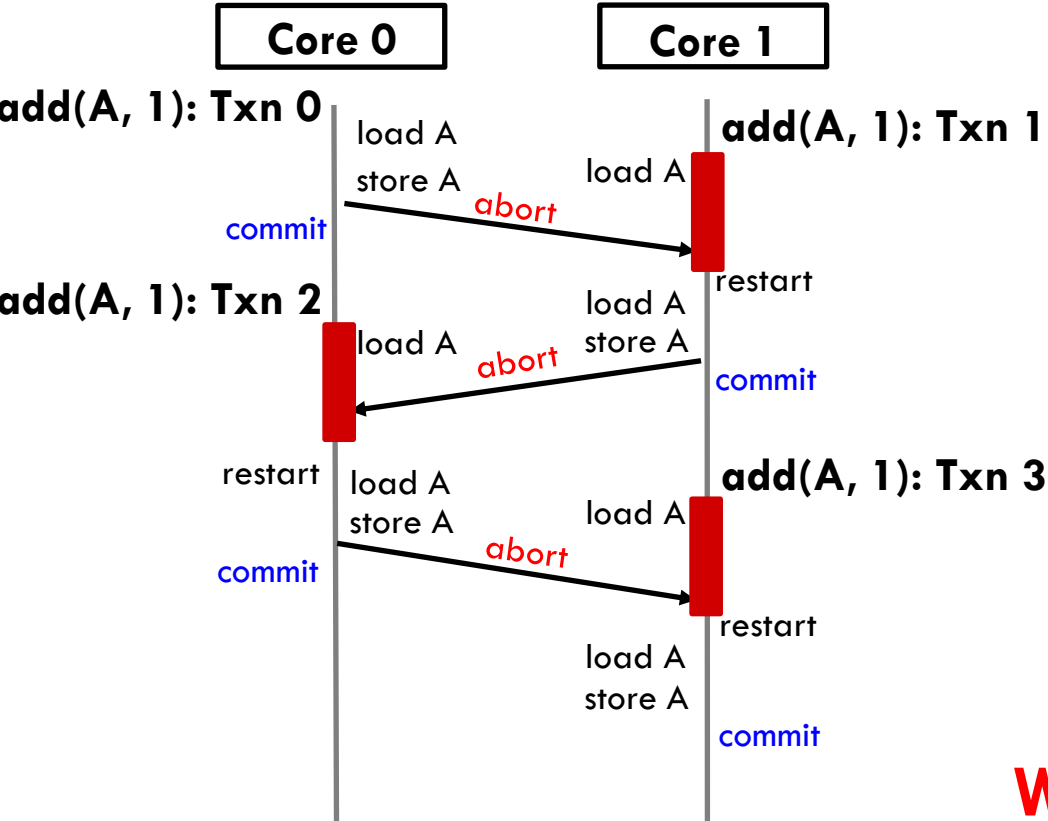 Core 0
Core 1
add(A, 1): Txn 0
add(A, 1): Txn 1
load A
load A
store A
abort
commit
restart
add(A, 1): Txn 2
load A
load A
store A
abort
commit
restart
add(A, 1): Txn 3
load A
load A
store A
abort
commit
restart
load A
store A
commit
W